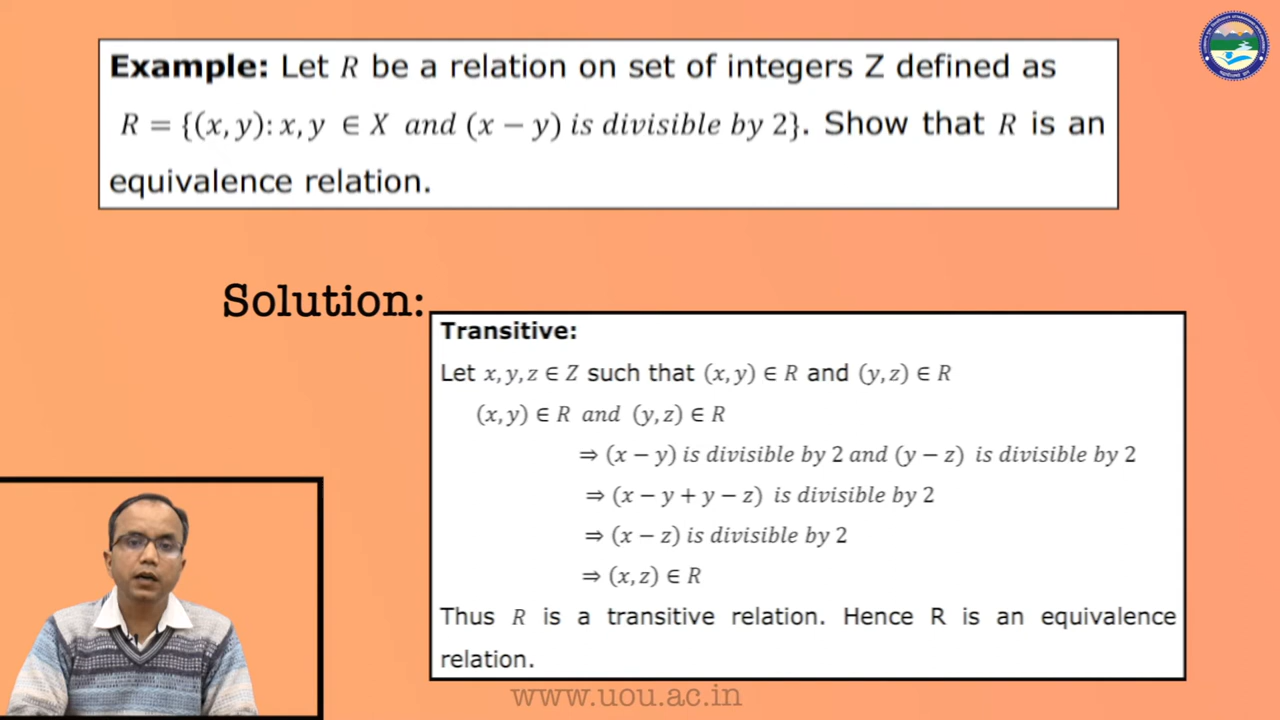 Example: Let R be a relation on set of integers Z defined as
R = {(x, y): x, y ∈ X and (x − y) is divisible by 2}. Show that R is an
equivalence relation.
Solution:
Transitive:
Let x, y, z ∈ Z such that (x, y) ∈ R and (y, z) ∈ R
(x, y) ∈ R and (y, z) ∈ R
⇒ (x − y) is divisible by 2 and (y − z) is divisible by 2
⇒ (x − y + y − z) is divisible by 2
⇒ (x − z) is divisible by 2
⇒ (x, z) ∈ R
Thus R is a transitive relation. Hence R is an equivalence
relation.
www.uou.ac.in